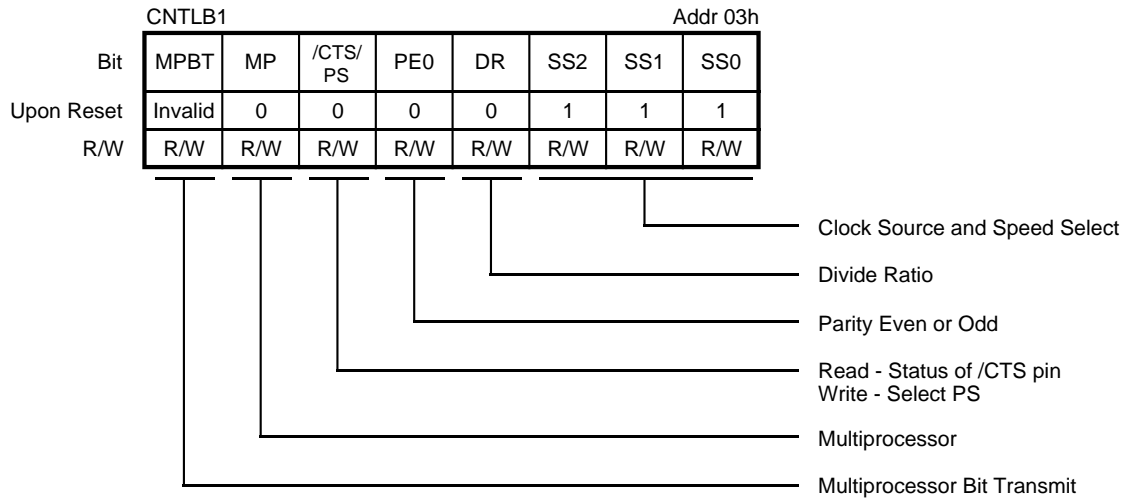 CNTLB1 Addr 03h
Bit MPBT MP /CTS/ PS PE0 DR SS2 SS1 SS0
Upon Reset Invalid 0 0 0 0 1 1 1
R/W R/W R/W R/W R/W R/W R/W R/W R/W
Clock Source and Speed Select
Divide Ratio
Parity Even or Odd
Read - Status of /CTS pin
Write - Select PS
Multiprocessor
Multiprocessor Bit Transmit